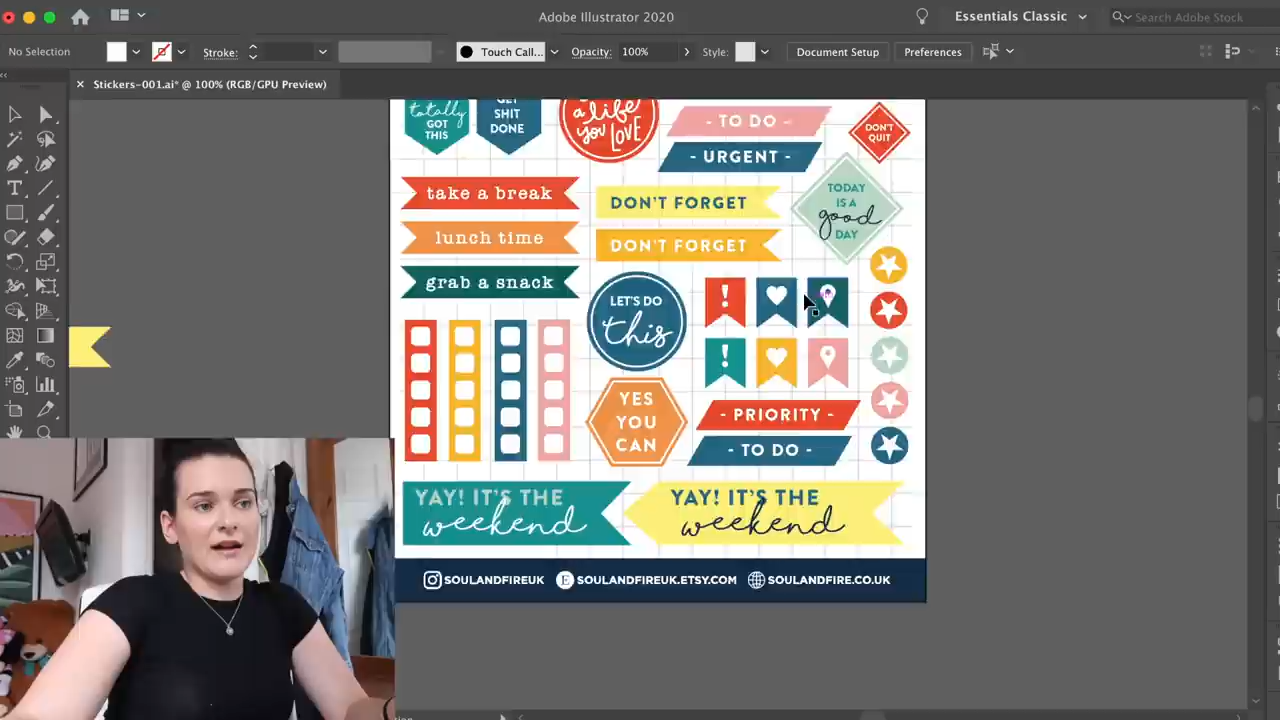 Adobe Illustrator 2020
Essentials Classic
Search Adobe Stock
No Selection
Stroke:
Touch Call...
Opacity:
100%
Style:
Document Setup
Preferences
Stickers-001.ai* @ 100% (RGB/GPU Preview)
totally
GOT
THIS
GET
SHIT
DONE
a life
you LOVE
- TO DO -
- URGENT -
DON'T
QUIT
take a break
lunch time
grab a snack
DON'T FORGET
DON'T FORGET
TODAY
IS A
good
DAY
LET'S DO
this
YES
YOU
CAN
- PRIORITY -
- TO DO -
YAY! IT'S THE
weekend
YAY! IT'S THE
weekend
SOULANDFIREUK
SOULANDFIREUK.ETSY.COM
SOULANDFIRE.CO.UK